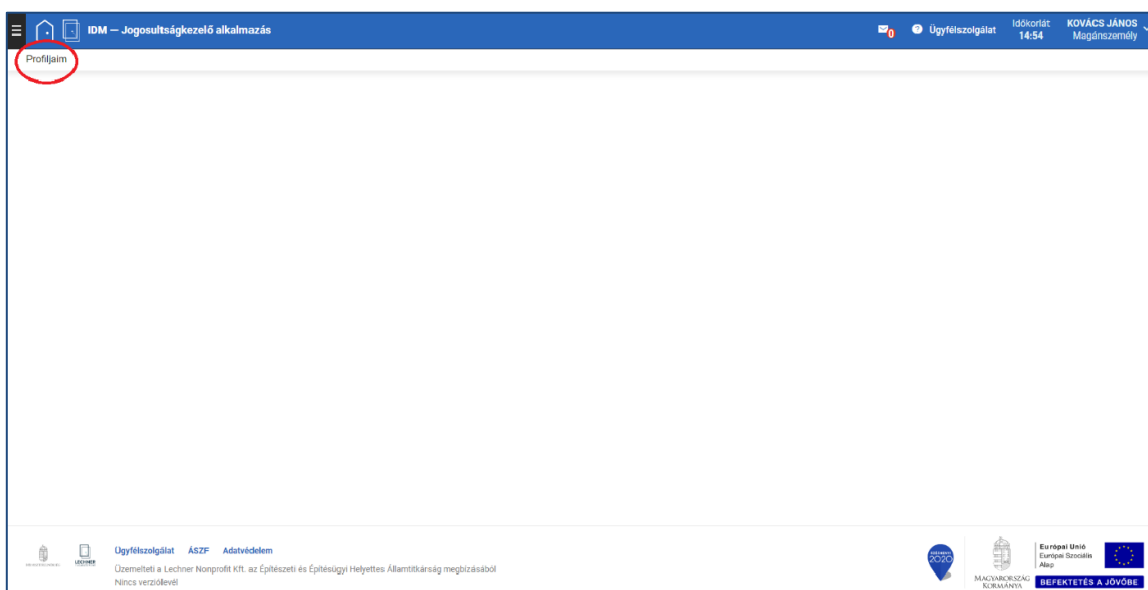 IDM — Jogosultságkezelő alkalmazás
0
Ügyfélszolgálat
Időkorlát
14:54
KOVÁCS JÁNOS
Magánszemély
Profiljaim
LECHNER
Ügyfélszolgálat ÁSZF Adatvédelem
Üzemelteti a Lechner Nonprofit Kft. az Építészeti és Építésügyi Helyettes Államtitkárság megbízásából
Nincs verziólevél
SZÉCHENYI
2020
MAGYARORSZÁG
KORMÁNYA
Európai Unió
Európai Szociális
Alap
BEFEKTETÉS A JÖVŐBE